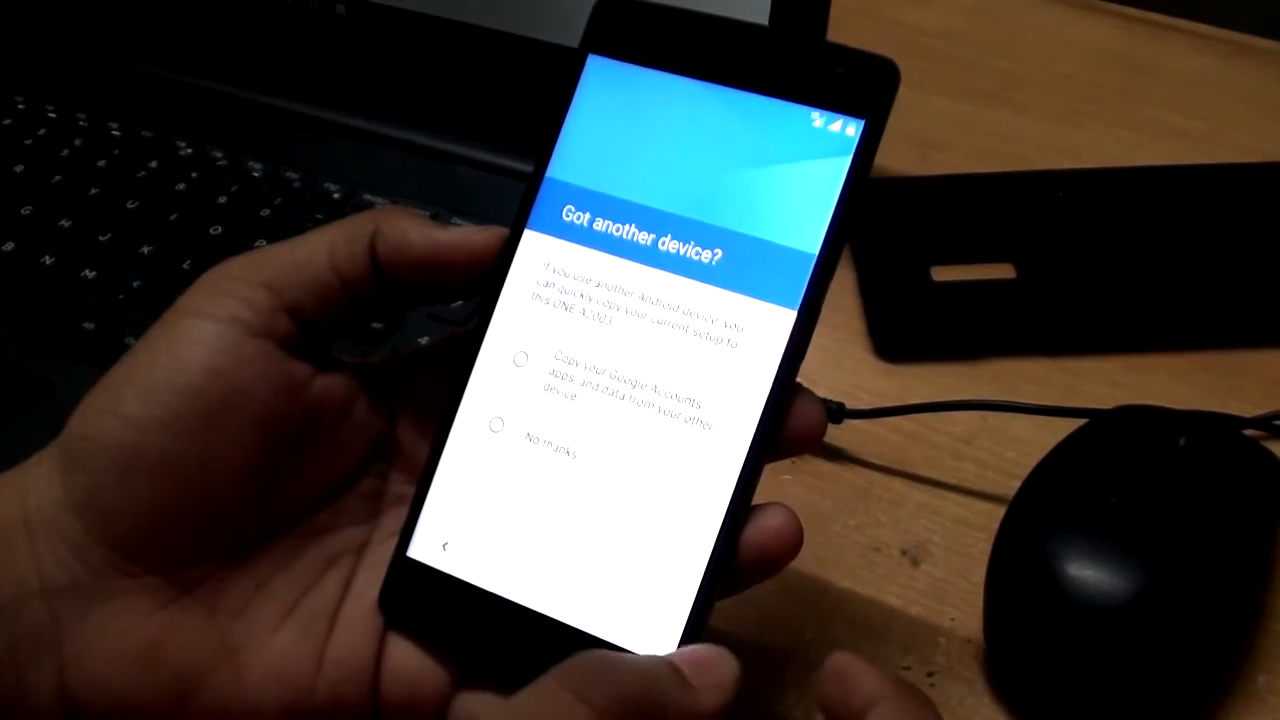 Got another device?
If you use another Android device, you
can quickly copy your current setup to
this ONE A2003.
Copy your Google Accounts,
apps, and data from your other
device
No thanks
R
T
Y
U
I
O
G
H
J
K
L
B
N
M